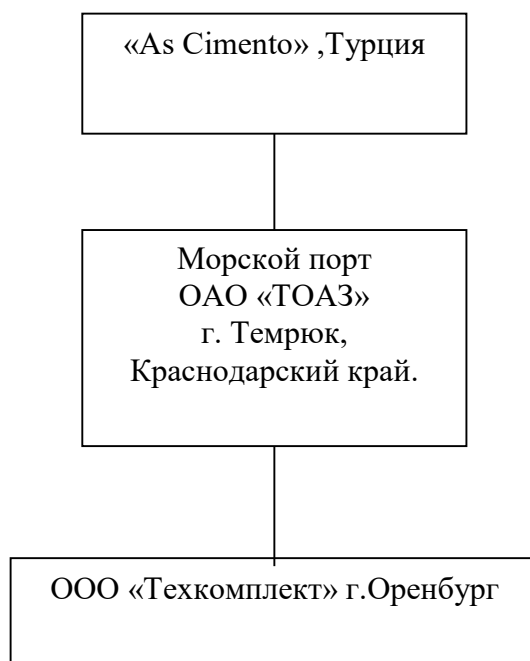 «As Cimento» ,Турция
Морской порт
ОАО «ТОАЗ»
г. Темрюк,
Краснодарский край.
ООО «Техкомплект» г.Оренбург